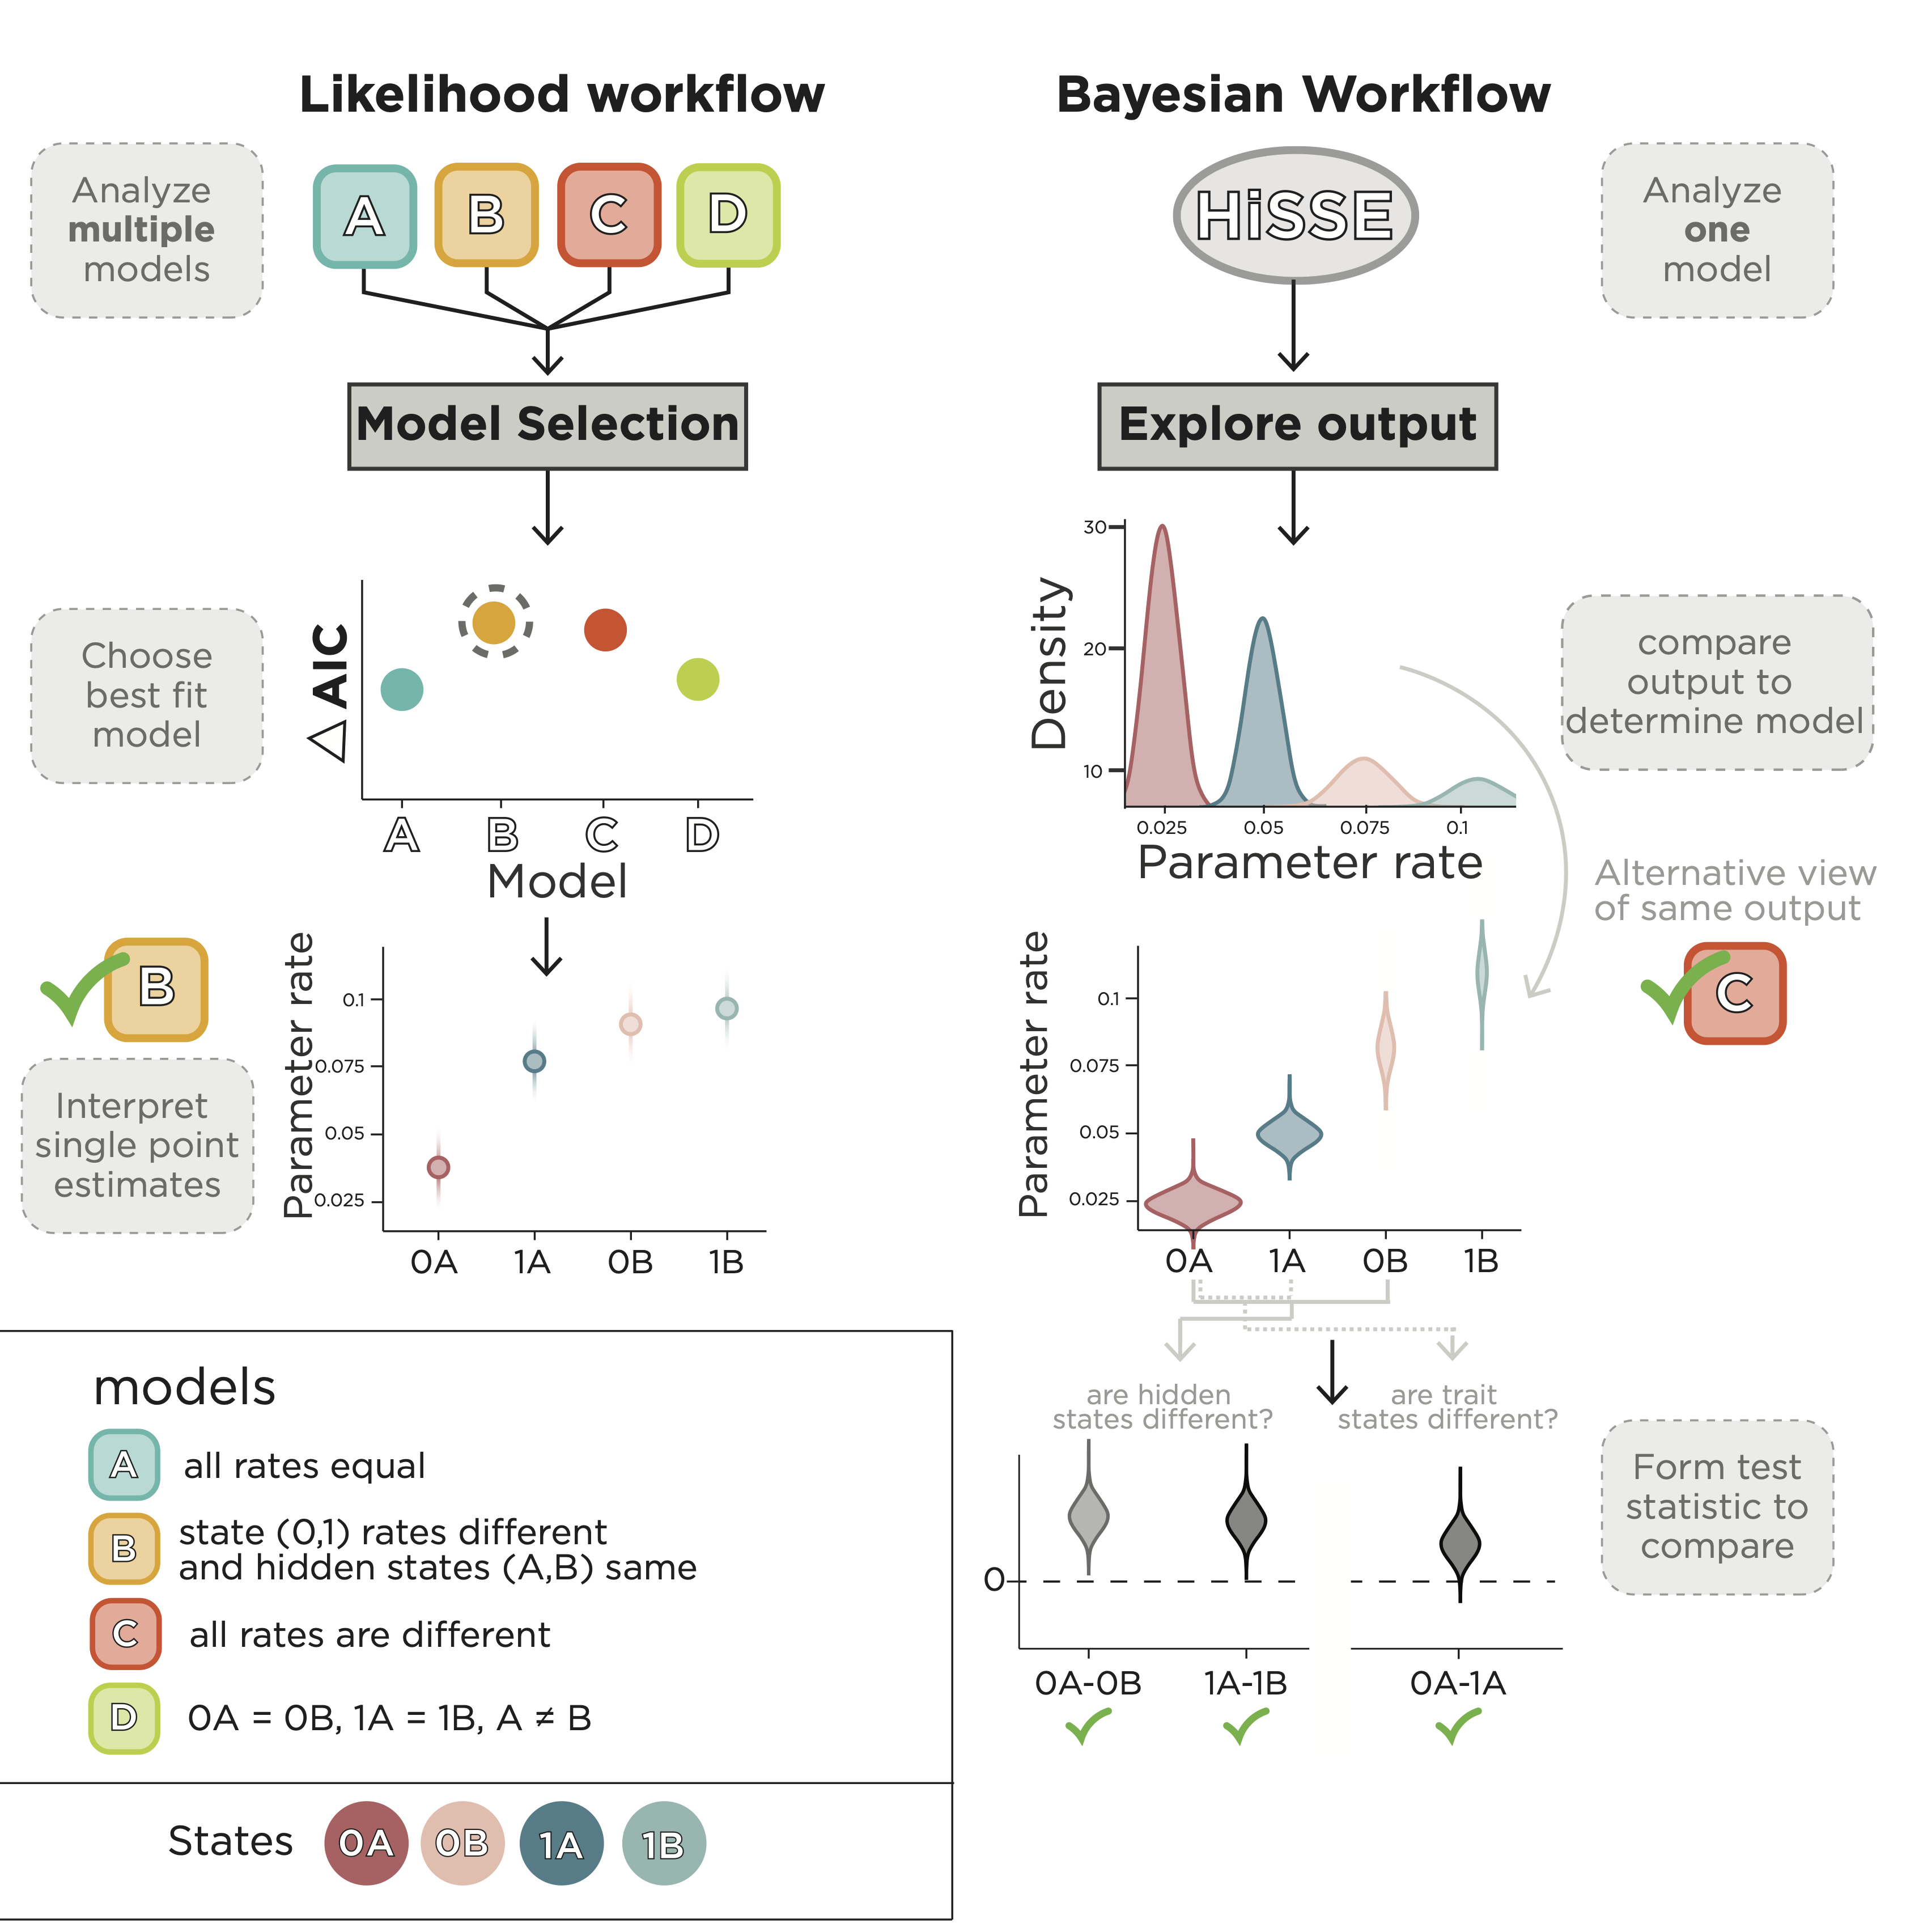 Likelihood workflow
Analyze
multiple
models
A
B
C
D
Model Selection
Choose
best fit
model
△ AIC
A
B
C
D
Model
B
Interpret
single point
estimates
Parameter rate
0.1
0.075
0.05
0.025
0A
1A
0B
1B
Bayesian Workflow
HiSSE
Analyze
one
model
Explore output
Density
30
20
10
0.025
0.05
0.075
0.1
Parameter rate
compare
output to
determine model
Alternative view
of same output
C
Parameter rate
0.1
0.075
0.05
0.025
0A
1A
0B
1B
are hidden
states different?
are trait
states different?
Form test
statistic to
compare
0
0A-0B
1A-1B
0A-1A
models
A
all rates equal
B
state (0,1) rates different
and hidden states (A,B) same
C
all rates are different
D
0A = 0B, 1A = 1B, A ≠ B
States
0A
0B
1A
1B